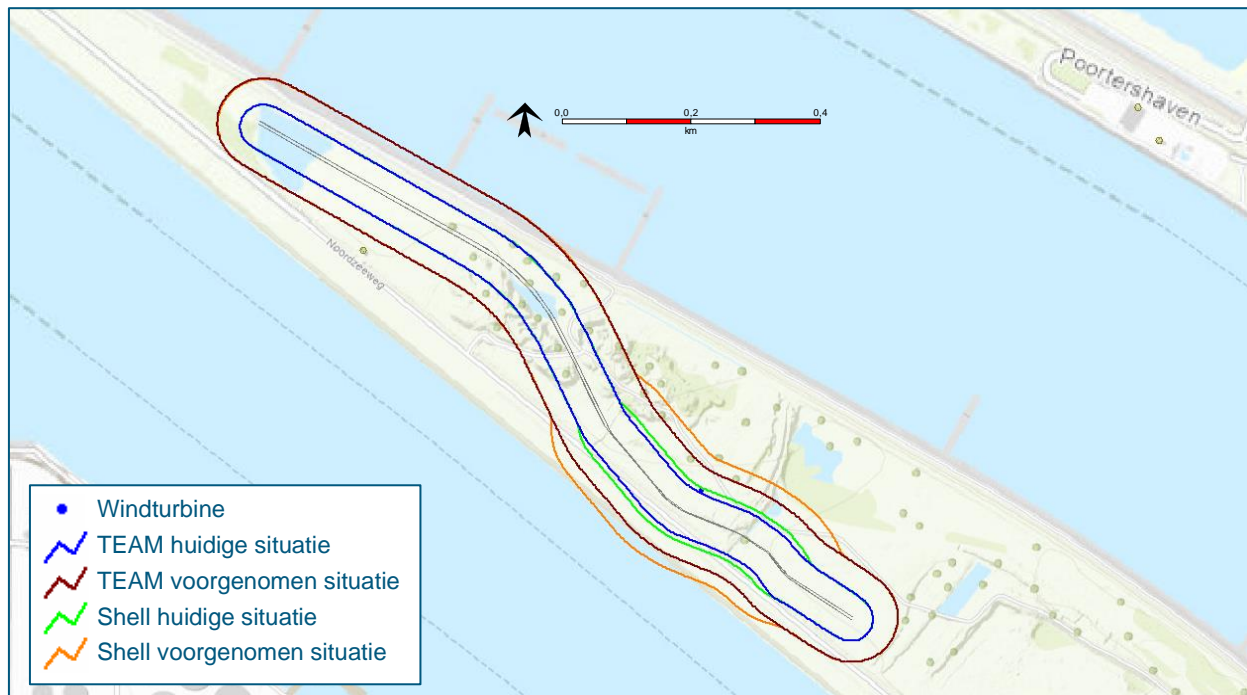 Poortershaven
0,0 0,2 0,4
km
Noordzeeweg
Windturbine
TEAM huidige situatie
TEAM voorgenomen situatie
Shell huidige situatie
Shell voorgenomen situatie